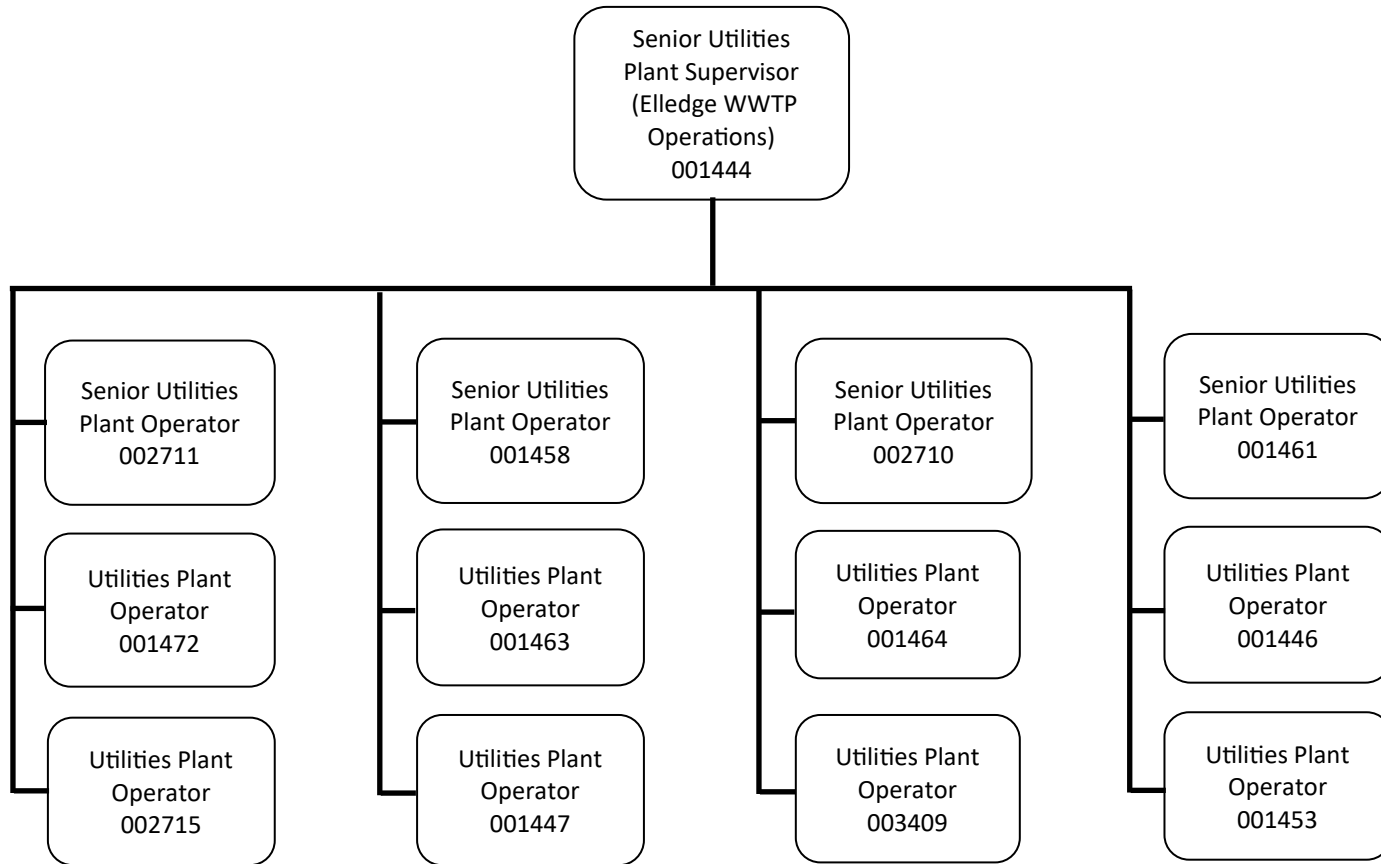 Senior Utilities
Plant Supervisor
(Elledge WWTP
Operations)
001444
Senior Utilities
Plant Operator
002711
Senior Utilities
Plant Operator
001458
Senior Utilities
Plant Operator
002710
Senior Utilities
Plant Operator
001461
Utilities Plant
Operator
001472
Utilities Plant
Operator
001463
Utilities Plant
Operator
001464
Utilities Plant
Operator
001446
Utilities Plant
Operator
002715
Utilities Plant
Operator
001447
Utilities Plant
Operator
003409
Utilities Plant
Operator
001453